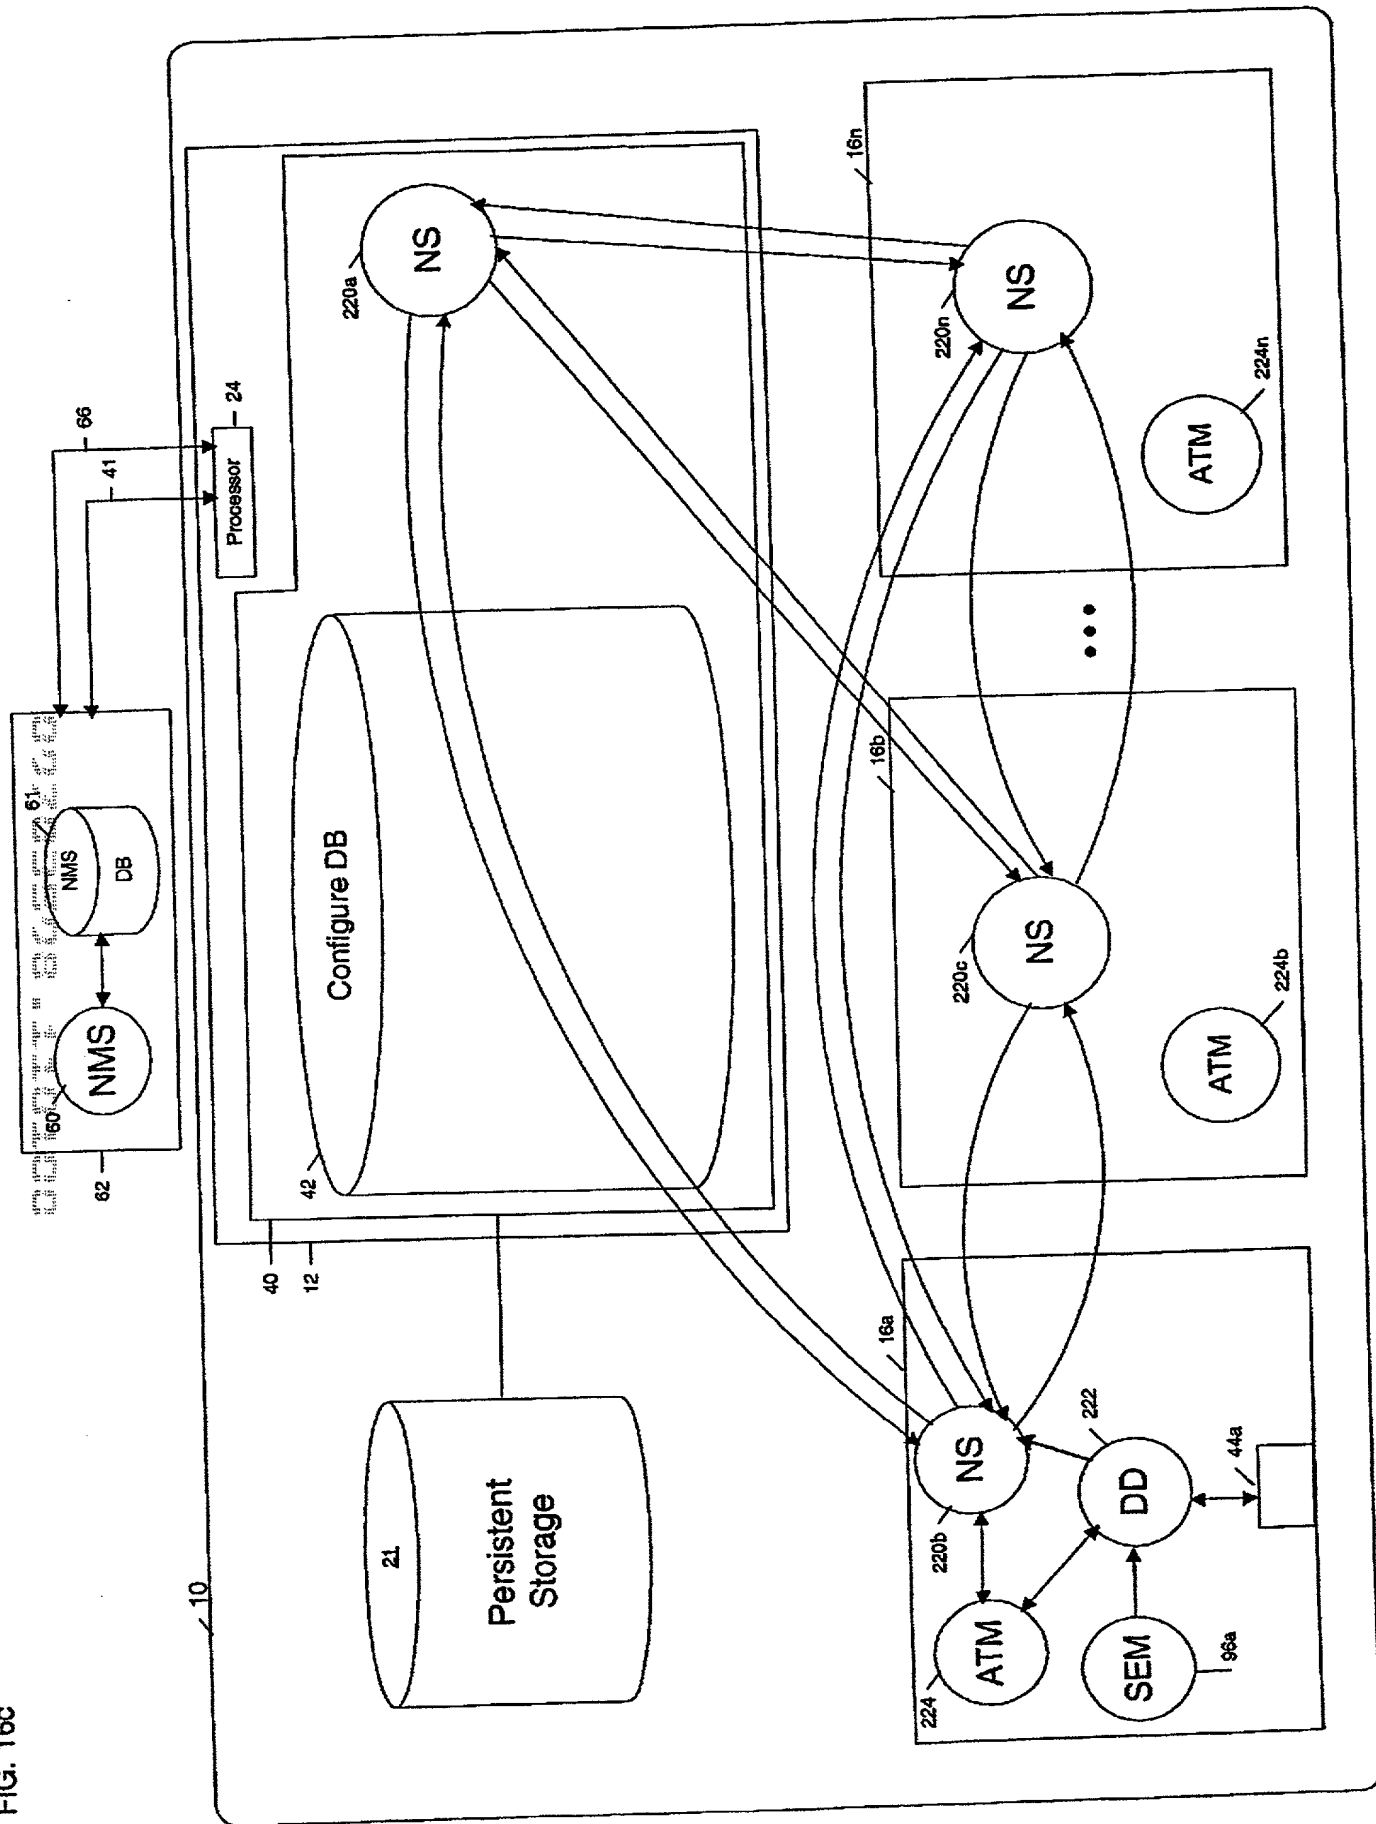 FIG. 16c
10
62
60
NMS
61
NMS
DB
66
41
24
Processor
40
12
42
Configure DB
220a
NS
21
Persistent
Storage
16a
NS
220b
ATM
224
222
DD
SEM
96a
44a
16b
220c
NS
ATM
224b
16n
220n
NS
ATM
224n